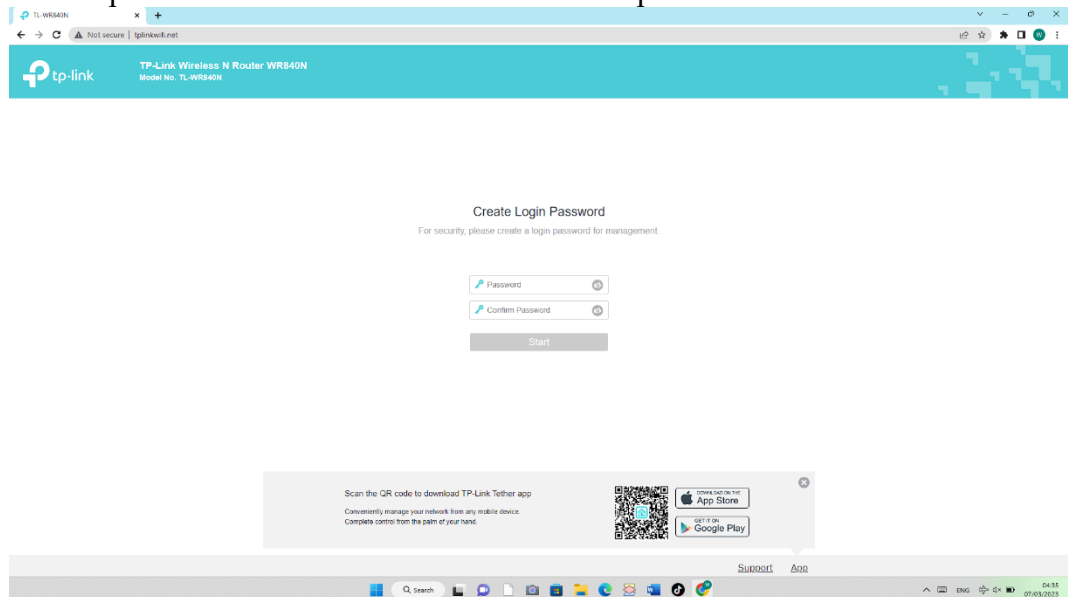 TL-WR840N
Not secure | tplinkwifi.net
tp-link
TP-Link Wireless N Router WR840N
Model No. TL-WR840N
Create Login Password
For security, please create a login password for management.
Password
Confirm Password
Start
Scan the QR code to download TP-Link Tether app
Conveniently manage your network from any mobile device.
Complete control from the palm of your hand.
DOWNLOAD ON THE
App Store
GET IT ON
Google Play
Support App
Search
ENG
04:35
07/03/2023